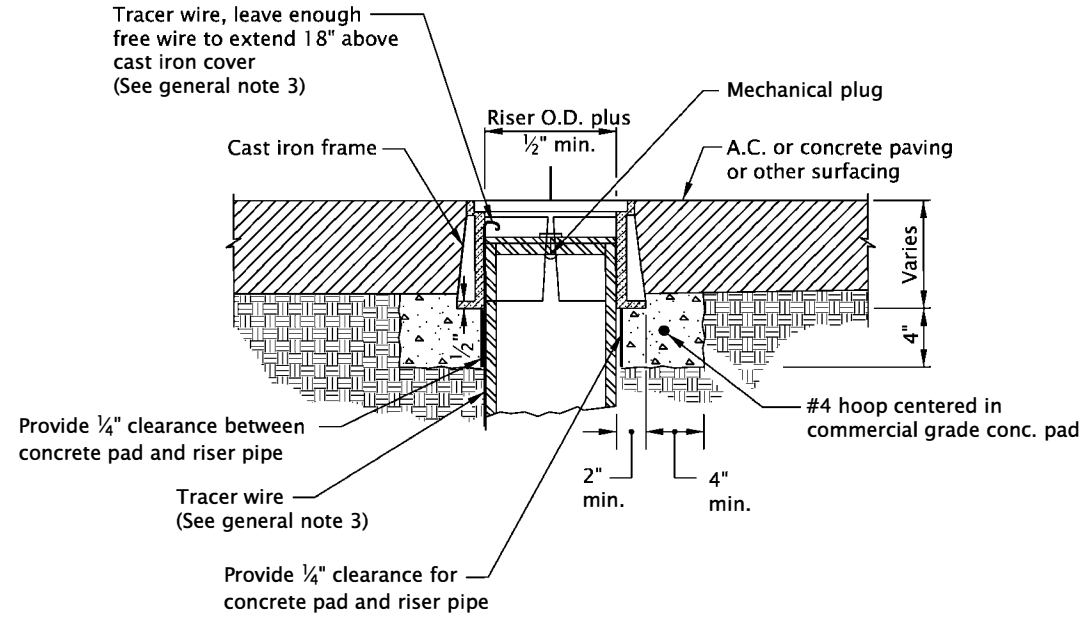 Tracer wire, leave enough
free wire to extend 18" above
cast iron cover
(See general note 3)
Mechanical plug
Riser O.D. plus
½" min.
Cast iron frame
A.C. or concrete paving
or other surfacing
Varies
½"
4"
#4 hoop centered in
commercial grade conc. pad
Provide ¼" clearance between
concrete pad and riser pipe
2"
min.
4"
min.
Tracer wire
(See general note 3)
Provide ¼" clearance for
concrete pad and riser pipe